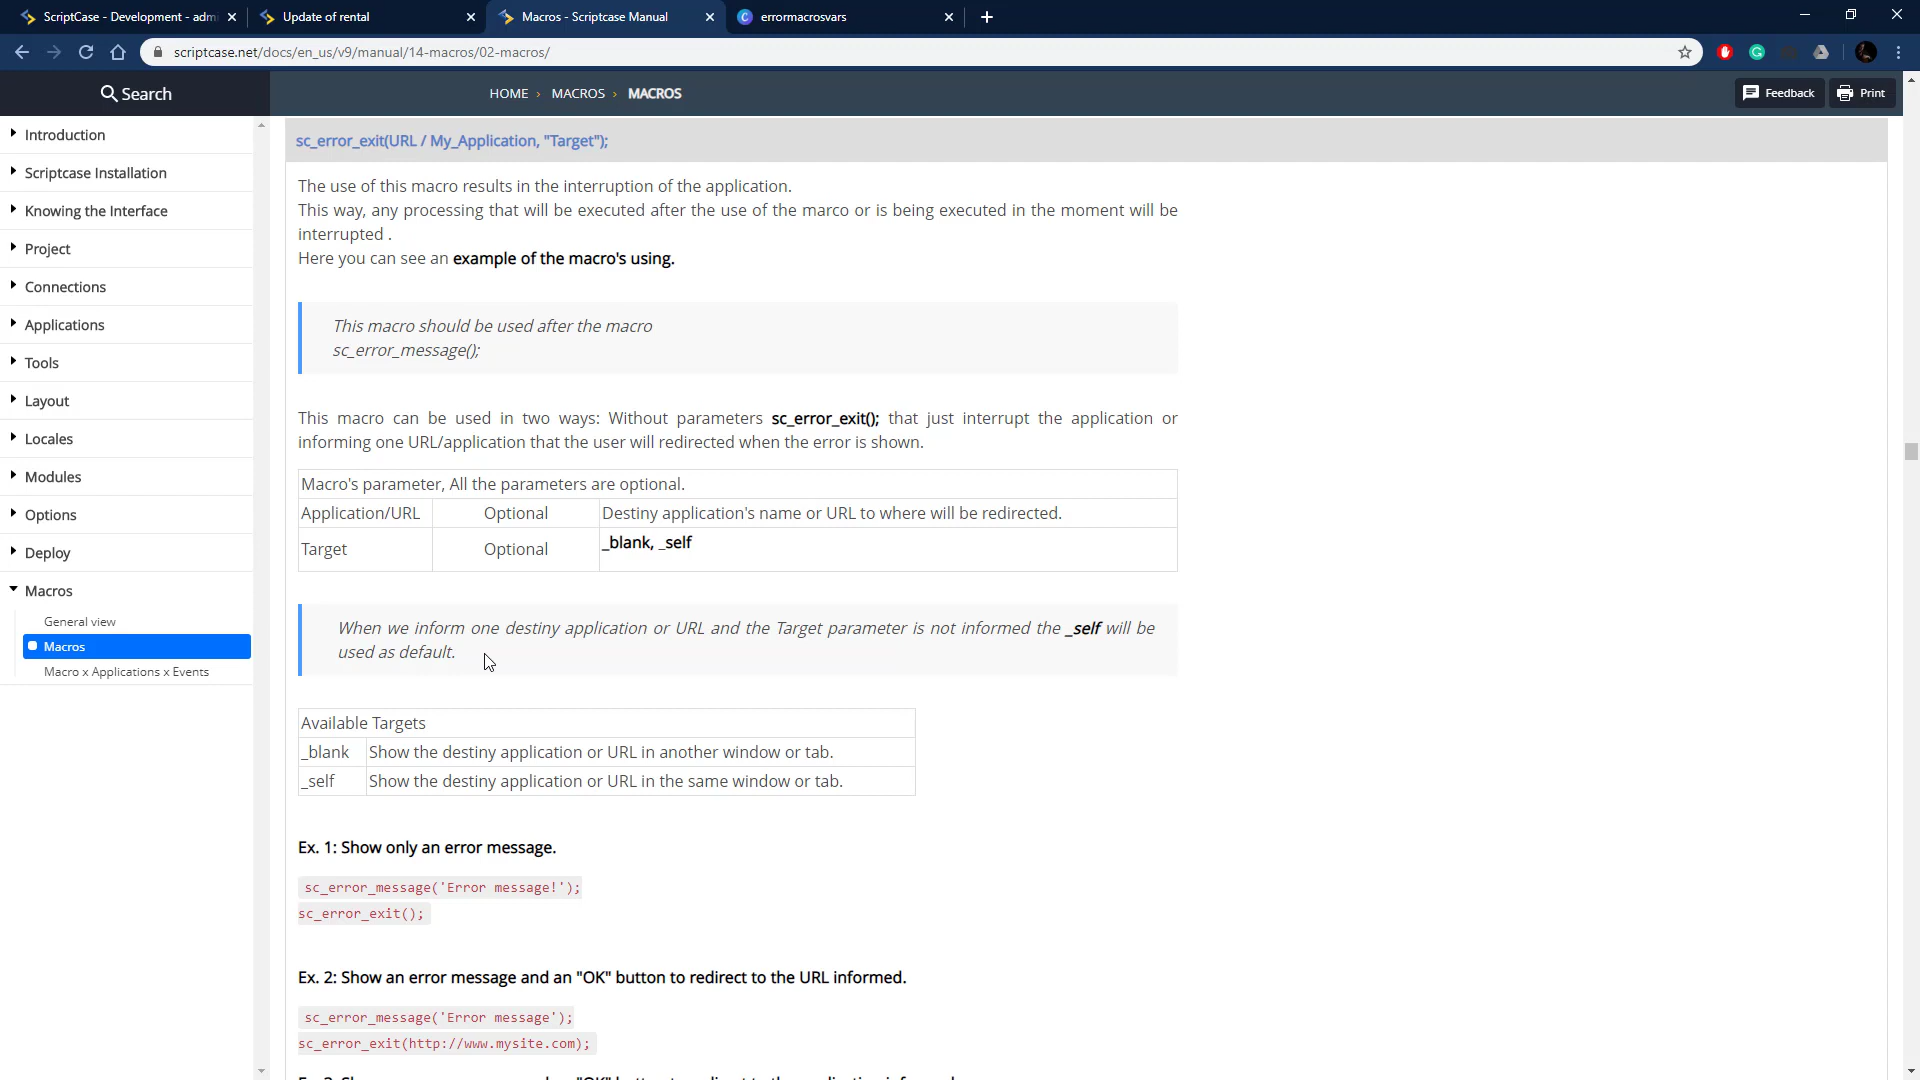 ScriptCase - Development - admi
Update of rental
Macros - Scriptcase Manual
errormacrosvars
scriptcase.net/docs/en_us/v9/manual/14-macros/02-macros/
Search
HOME › MACROS › MACROS
Feedback
Print
Introduction
Scriptcase Installation
Knowing the Interface
Project
Connections
Applications
Tools
Layout
Locales
Modules
Options
Deploy
Macros
General view
Macros
Macro x Applications x Events
sc_error_exit(URL / My_Application, "Target");
The use of this macro results in the interruption of the application.
This way, any processing that will be executed after the use of the marco or is being executed in the moment will be
interrupted .
Here you can see an example of the macro's using.
This macro should be used after the macro
sc_error_message();
This macro can be used in two ways: Without parameters sc_error_exit(); that just interrupt the application or
informing one URL/application that the user will redirected when the error is shown.
Macro's parameter, All the parameters are optional.
Application/URL Optional Destiny application's name or URL to where will be redirected.
Target Optional _blank, _self
When we inform one destiny application or URL and the Target parameter is not informed the _self will be
used as default.
Available Targets
_blank Show the destiny application or URL in another window or tab.
_self Show the destiny application or URL in the same window or tab.
Ex. 1: Show only an error message.
sc_error_message('Error message!');
sc_error_exit();
Ex. 2: Show an error message and an "OK" button to redirect to the URL informed.
sc_error_message('Error message');
sc_error_exit(http://www.mysite.com);